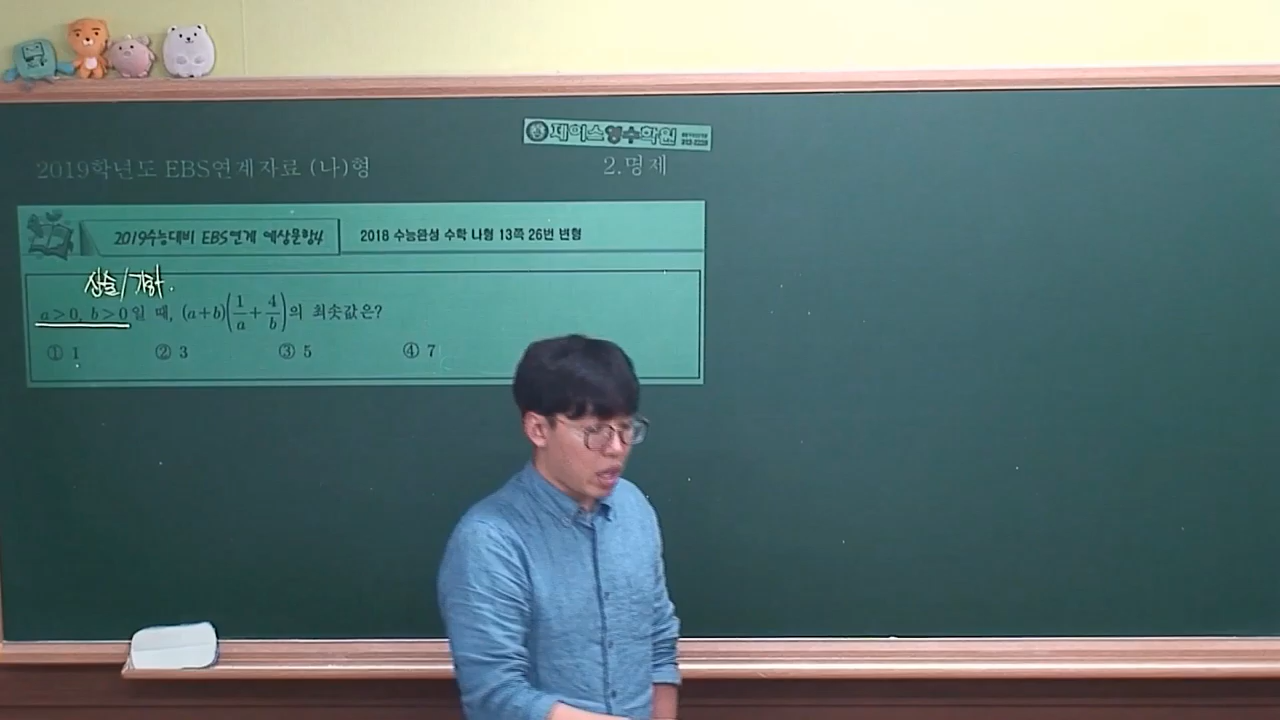 제이스영수학원
2019학년도 EBS연계자료 (나)형 2.명제
2019수능대비 EBS연계 예상문항4 2018 수능완성 수학 나형 13쪽 26번 변형
산술/기하.
a>0, b>0일 때, (a+b)(1/a+4/b)의 최솟값은?
① 1 ② 3 ③ 5 ④ 7